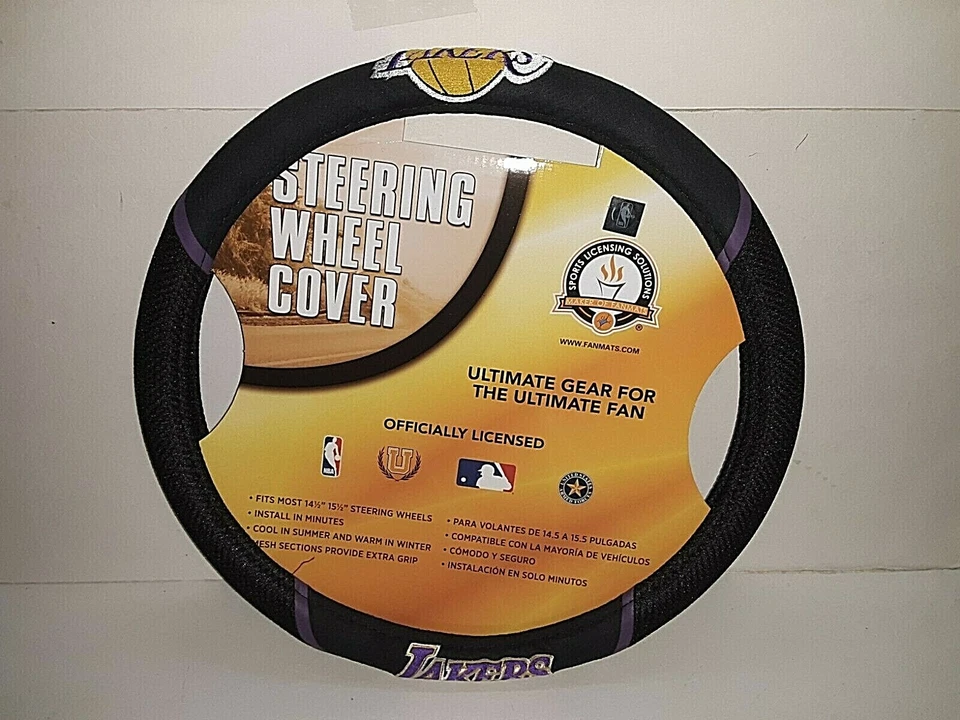 LAKERS
STEERING
WHEEL
COVER
SPORTS LICENSING SOLUTIONS
MAKER OF FANMATS
®
WWW.FANMATS.COM
ULTIMATE GEAR FOR
THE ULTIMATE FAN
OFFICIALLY LICENSED
NBA
U
• FITS MOST 14½" 15½" STEERING WHEELS
• INSTALL IN MINUTES
• COOL IN SUMMER AND WARM IN WINTER
MESH SECTIONS PROVIDE EXTRA GRIP
• PARA VOLANTES DE 14.5 A 15.5 PULGADAS
• COMPATIBLE CON LA MAYORÍA DE VEHÍCULOS
• CÓMODO Y SEGURO
• INSTALACIÓN EN SOLO MINUTOS
LAKERS